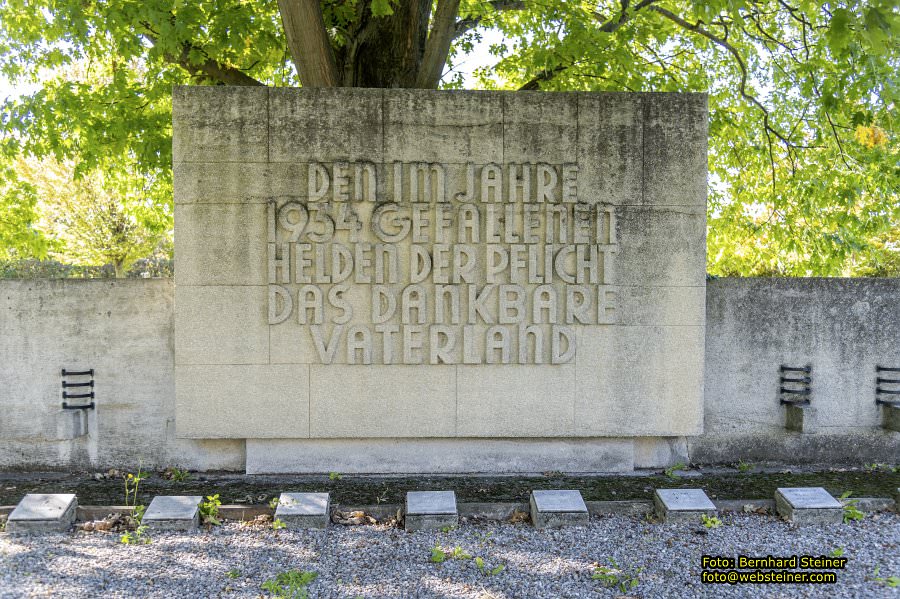 DEN IM JAHRE
1934 GEFALLENEN
HELDEN DER PFLICHT
DAS DANKBARE
VATERLAND
Foto: Bernhard Steiner
foto@websteiner.com